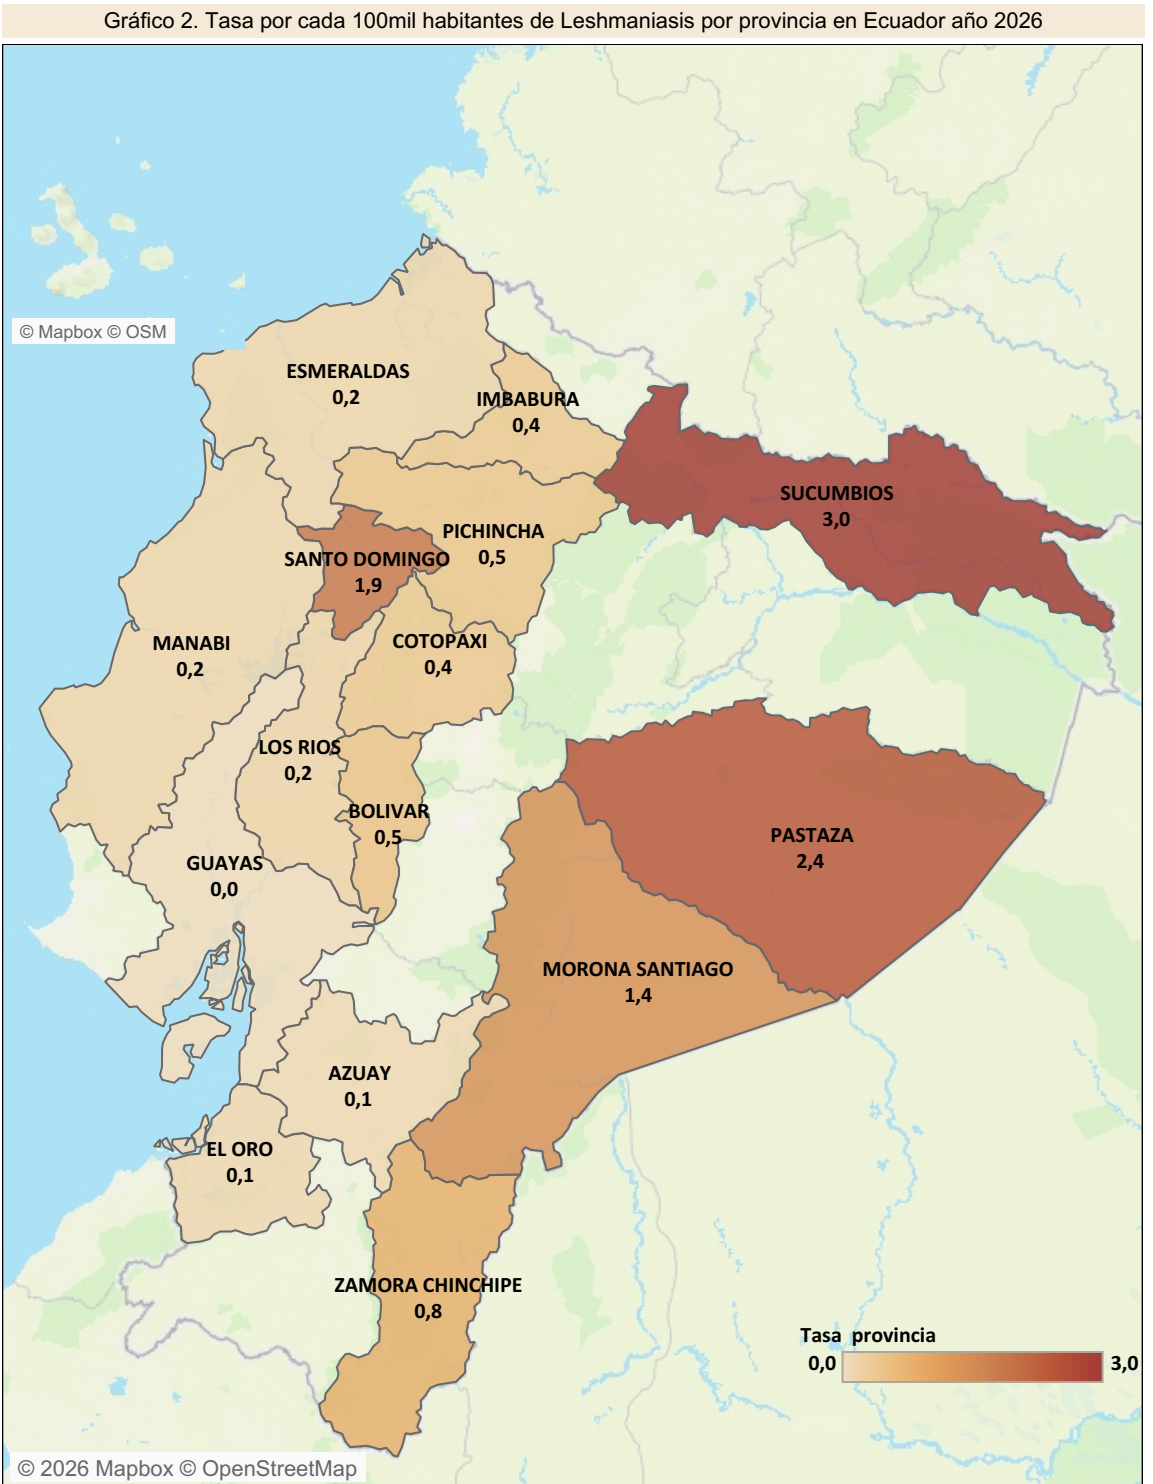 Gráfico 2. Tasa por cada 100mil habitantes de Leshmaniasis por provincia en Ecuador año 2026
© Mapbox © OSM
ESMERALDAS
0,2
IMBABURA
0,4
SUCUMBIOS
3,0
PICHINCHA
0,5
SANTO DOMINGO
1,9
MANABI
0,2
COTOPAXI
0,4
LOS RIOS
0,2
BOLIVAR
0,5
PASTAZA
2,4
GUAYAS
0,0
MORONA SANTIAGO
1,4
AZUAY
0,1
EL ORO
0,1
ZAMORA CHINCHIPE
0,8
Tasa provincia
0,0 3,0
© 2026 Mapbox © OpenStreetMap